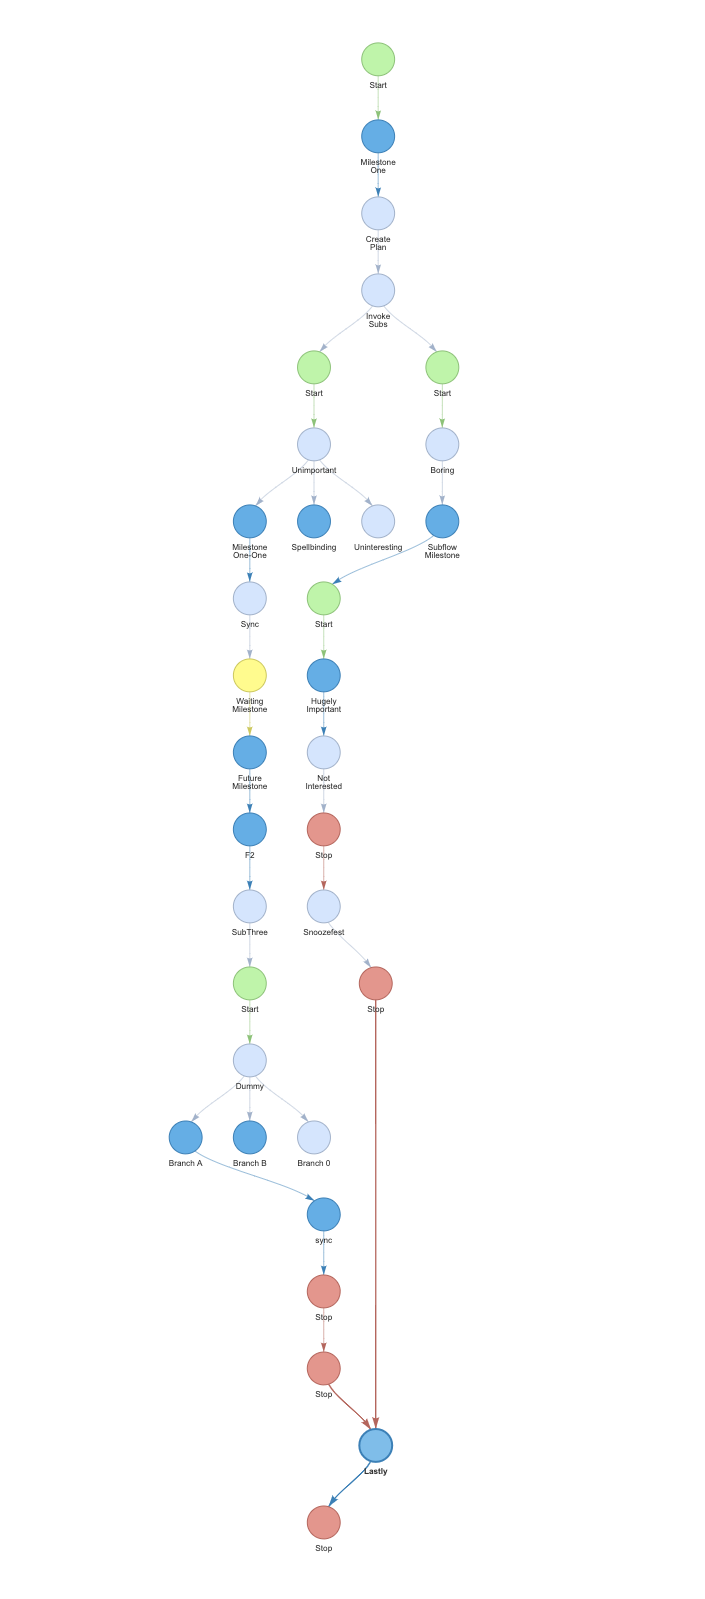 Start
Milestone
One
Create
Plan
Invoke
Subs
Start
Start
Unimportant
Boring
Milestone
One-One
Spellbinding
Uninteresting
Subflow
Milestone
Sync
Start
Waiting
Milestone
Hugely
Important
Future
Milestone
Not
Interested
F2
Stop
SubThree
Snoozefest
Start
Stop
Dummy
Branch A
Branch B
Branch 0
sync
Stop
Stop
Lastly
Stop